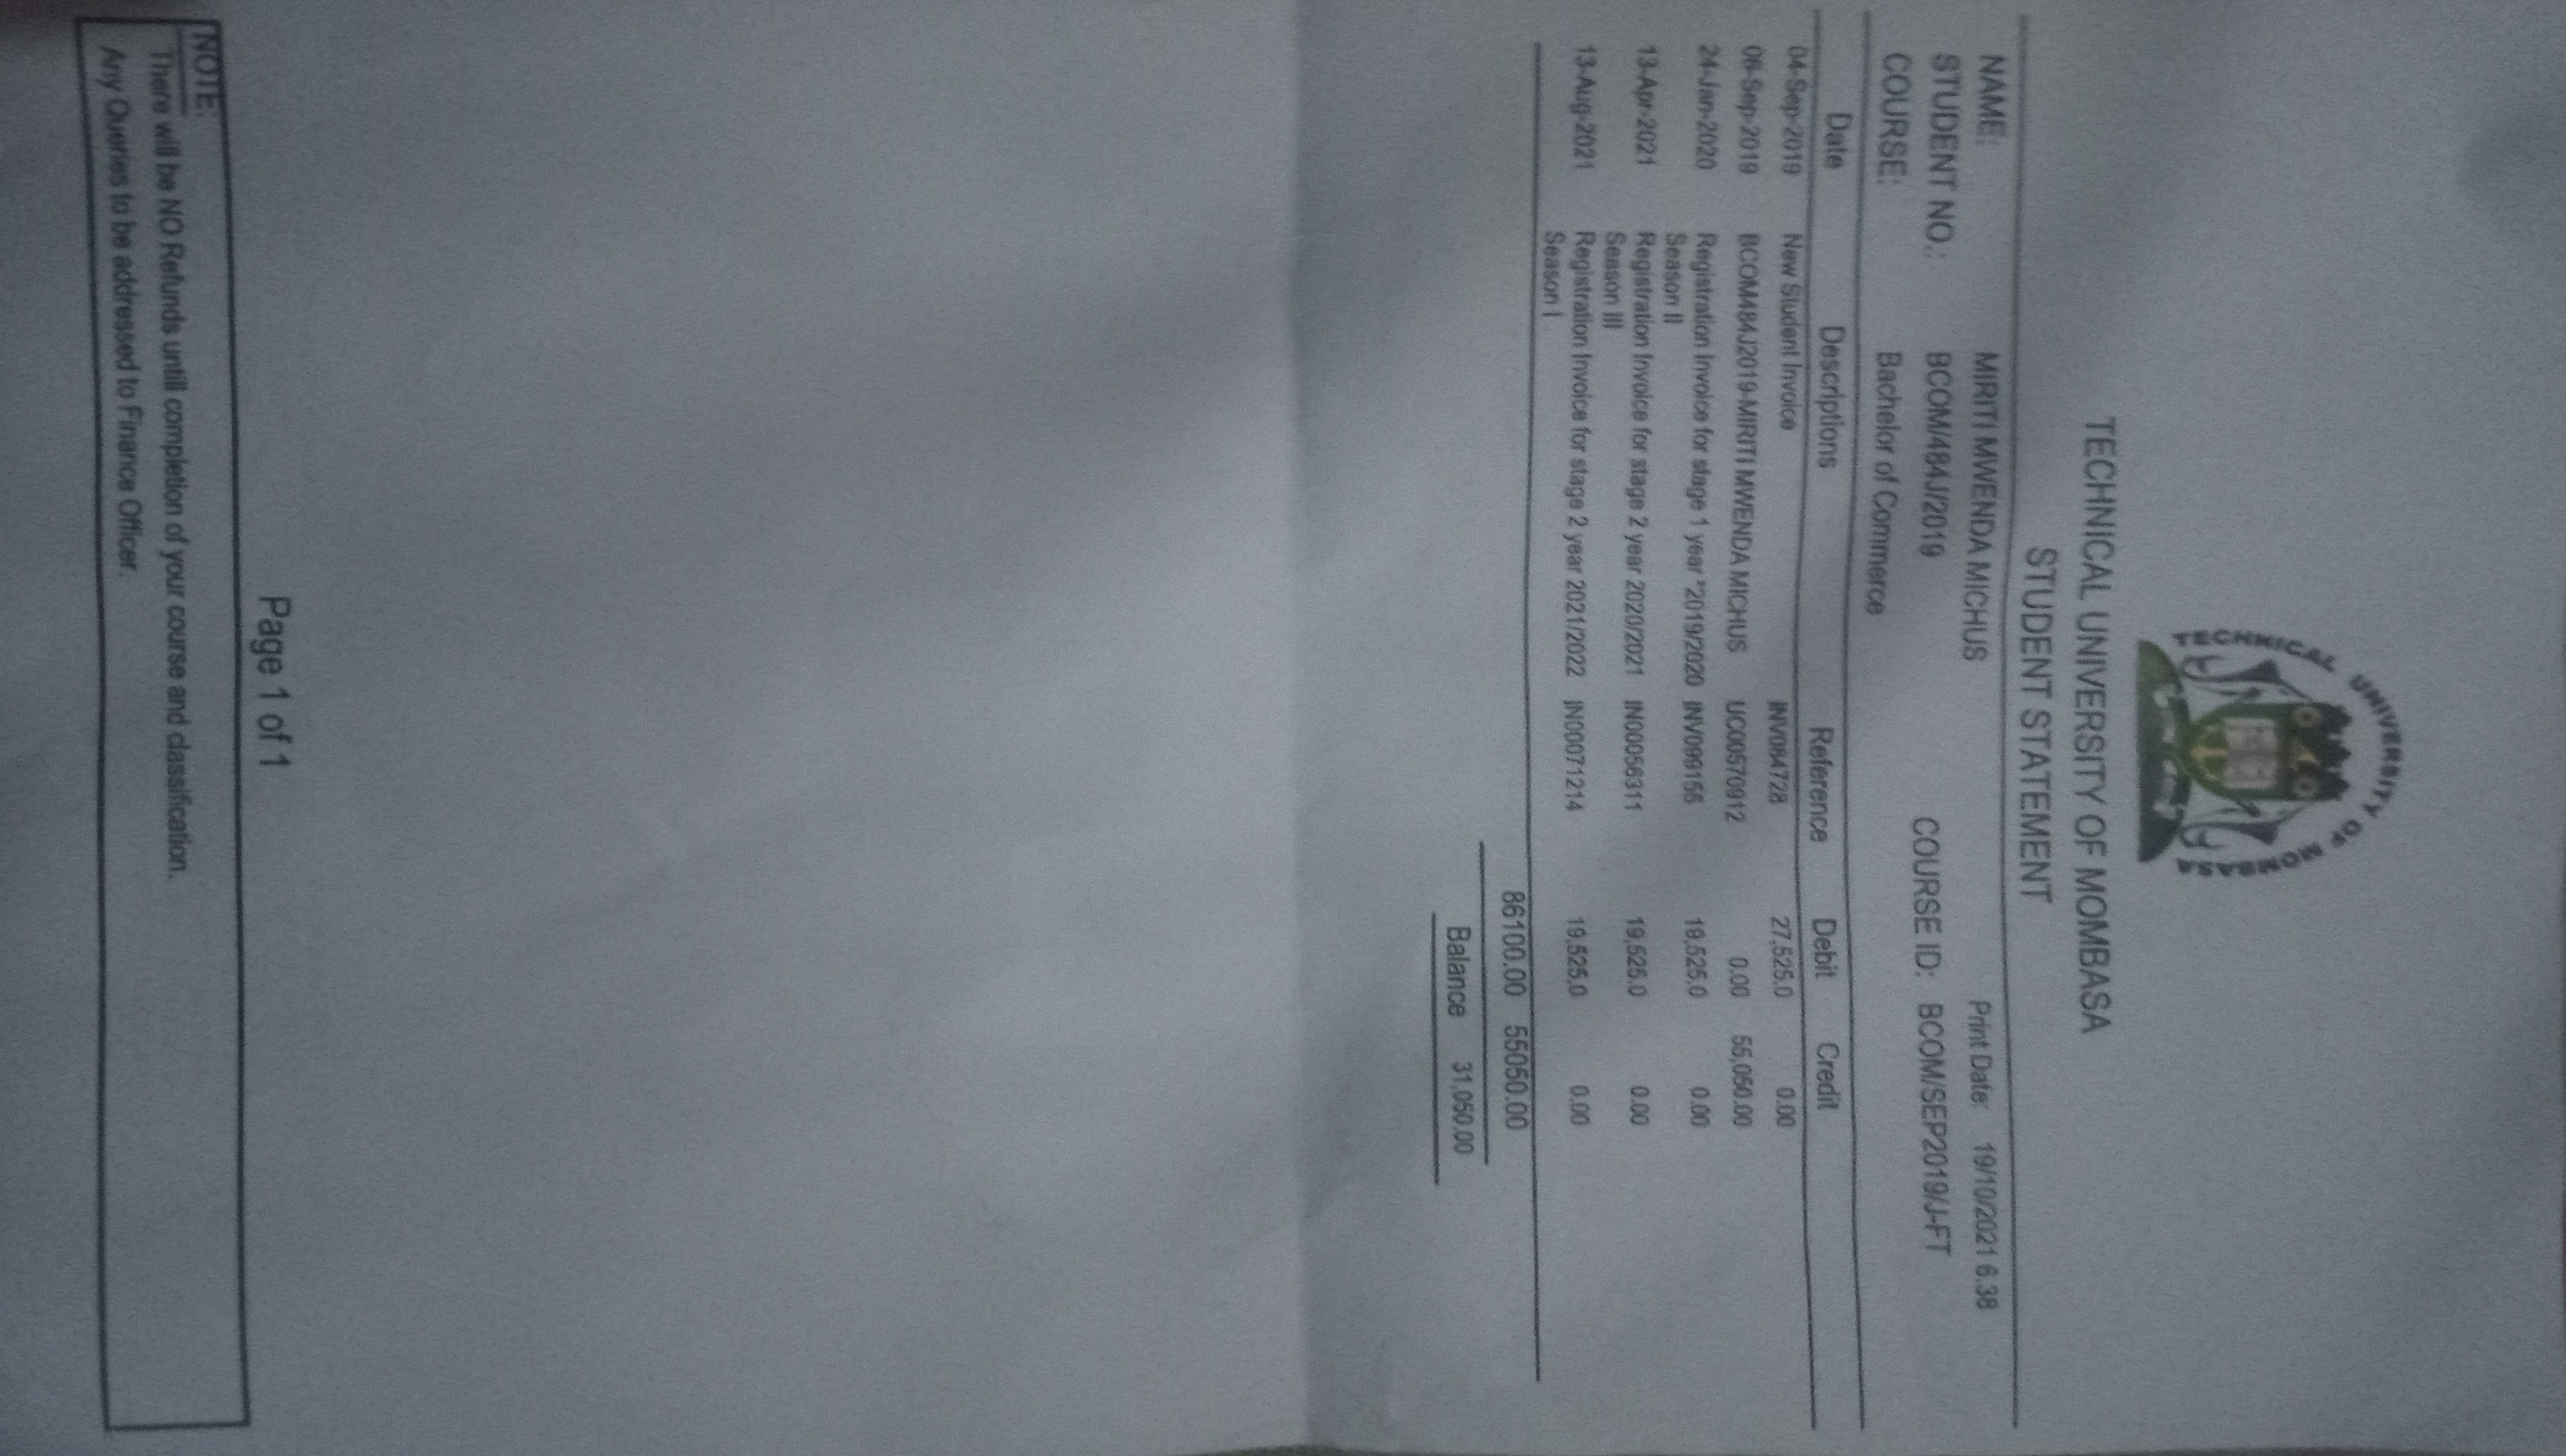 TECHNICAL UNIVERSITY OF MOMBASA
TECHNICAL UNIVERSITY OF MOMBASA
STUDENT STATEMENT
Print Date: 19/10/2021 6.38
NAME: MIRITI MWENDA MICHUS
STUDENT NO.: BCOM/484J/2019 COURSE ID: BCOM/SEP2019/J-FT
COURSE: Bachelor of Commerce
Date Descriptions Reference Debit Credit
04-Sep-2019 New Student Invoice INV084728 27,525.0 0.00
06-Sep-2019 BCOM484J2019-MIRITI MWENDA MICHUS UC00570912 0.00 55,050.00
24-Jan-2020 Registration Invoice for stage 1 year "2019/2020 INV099155 19,525.0 0.00
Season II
13-Apr-2021 Registration Invoice for stage 2 year 2020/2021 IN00056311 19,525.0 0.00
Season III
13-Aug-2021 Registration Invoice for stage 2 year 2021/2022 IN00071214 19,525.0 0.00
Season I
86100.00 55050.00
Balance 31,050.00
Page 1 of 1
NOTE:
There will be NO Refunds untill completion of your course and classification.
Any Queries to be addressed to Finance Officer.